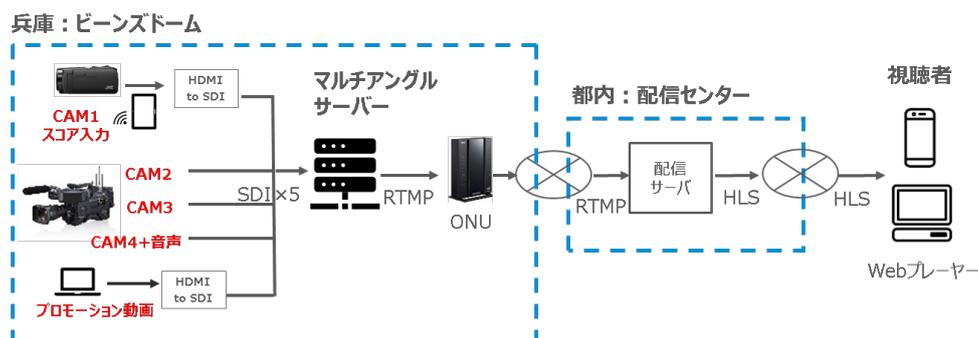 兵庫：ビーンズドーム
HDMI
to SDI
CAM1
スコア入力
マルチアングル
サーバー
CAM2
SDI×5
CAM3
CAM4+音声
HDMI
to SDI
プロモーション動画
RTMP
ONU
都内：配信センター
RTMP
配信
サーバ
HLS
HLS
視聴者
Webプレーヤー